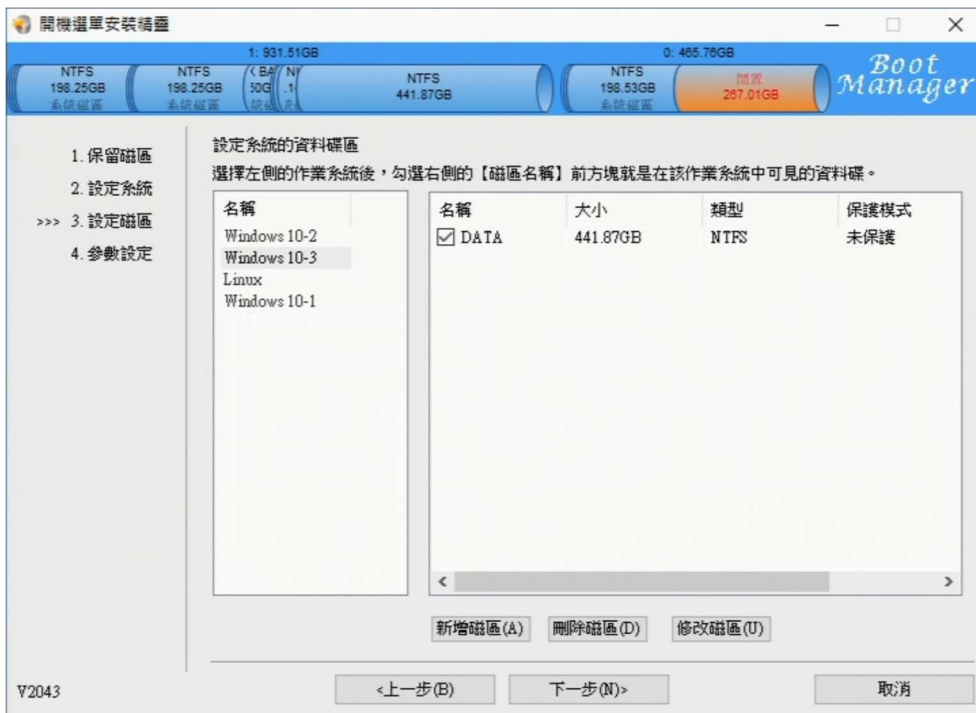 開機選單安裝精靈
1: 931.51GB
0: 465.76GB
NTFS
198.25GB
系統磁區
NTFS
198.25GB
系統磁區
NTFS
441.87GB
NTFS
198.53GB
系統磁區
閒置
267.01GB
Boot
Manager
1. 保留磁區
2. 設定系統
>>> 3. 設定磁區
4. 參數設定
設定系統的資料碟區
選擇左側的作業系統後，勾選右側的【磁區名稱】前方塊就是在該作業系統中可見的資料碟。
名稱
Windows 10-2
Windows 10-3
Linux
Windows 10-1
名稱 大小 類型 保護模式
DATA 441.87GB NTFS 未保護
新增磁區(A) 刪除磁區(D) 修改磁區(U)
V2043
<上一步(B) 下一步(N)> 取消